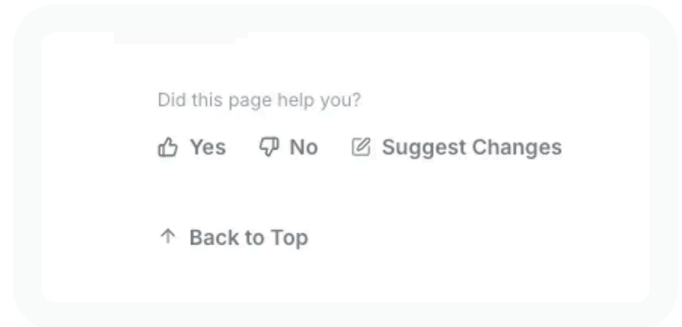 Did this page help you?
Yes No Suggest Changes
Back to Top